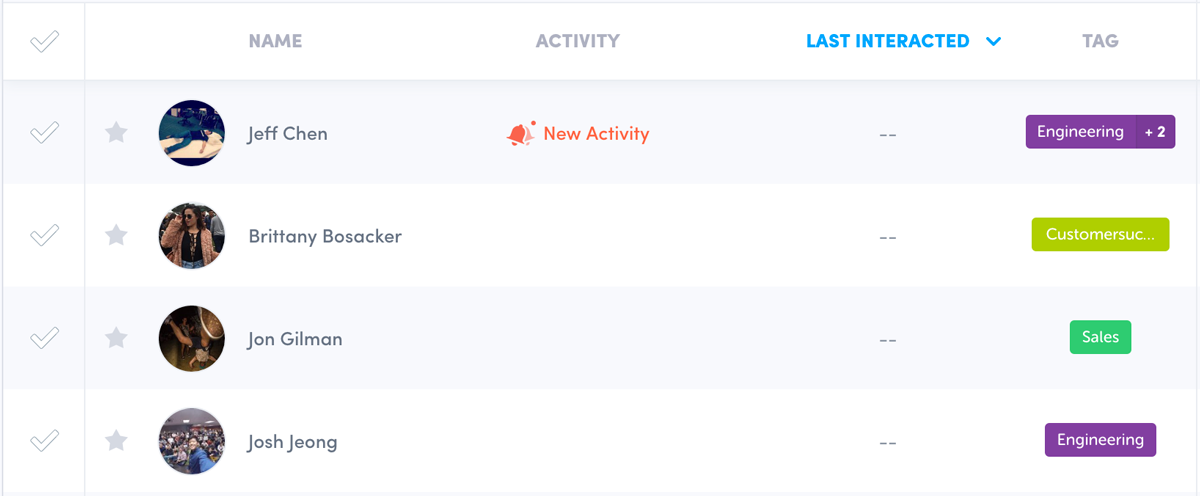 NAME ACTIVITY LAST INTERACTED TAG
Jeff Chen New Activity -- Engineering + 2
Brittany Bosacker -- Customersuc...
Jon Gilman -- Sales
Josh Jeong -- Engineering